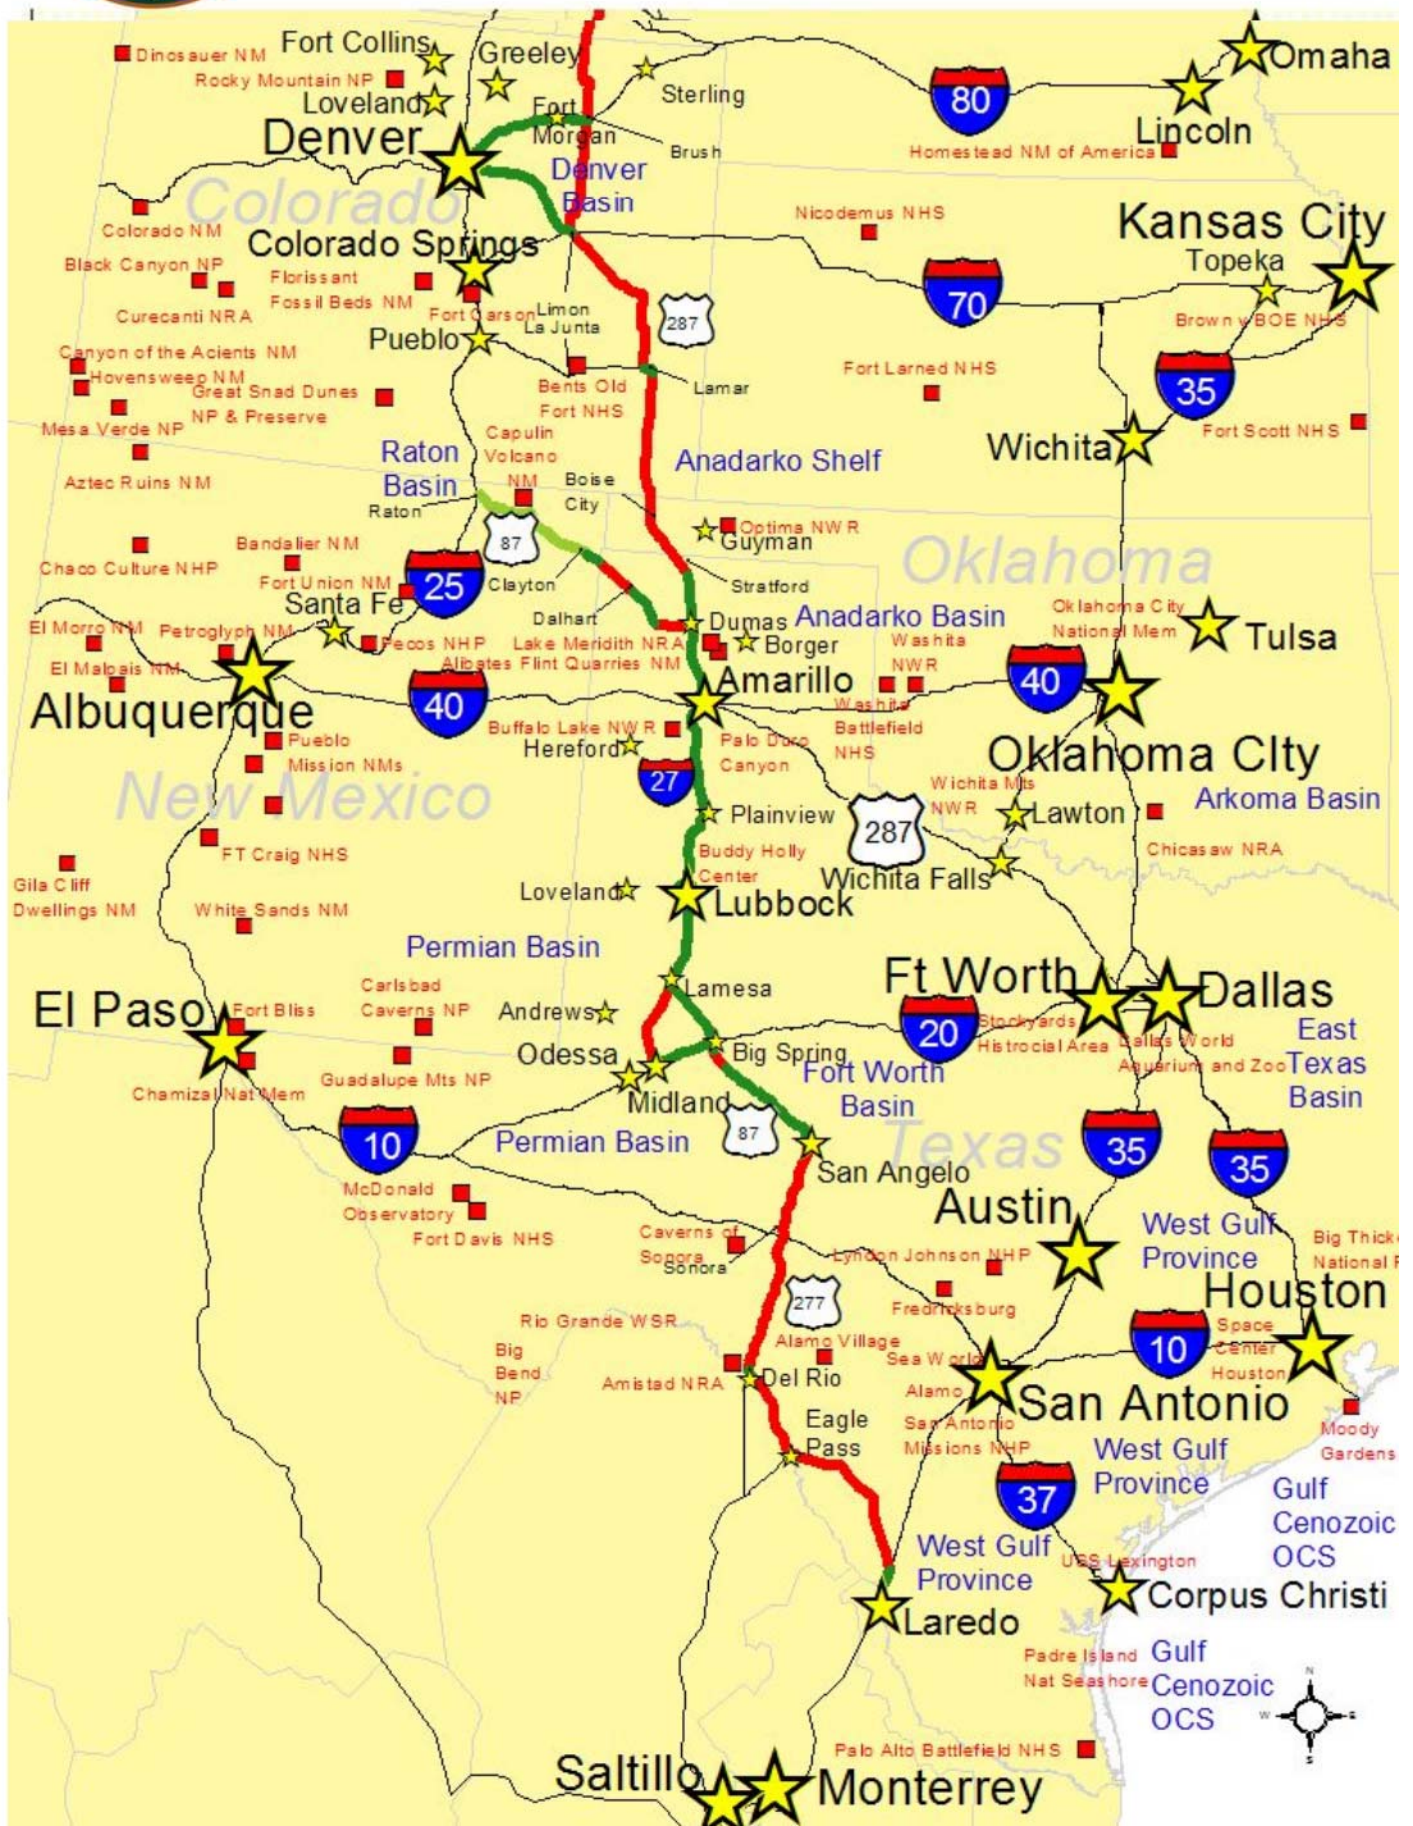 Fort Collins
Greeley
Omaha
Dinosauer NM
Rocky Mountain NP
Loveland
Sterling
80
Fort
Morgan
Denver
Lincoln
Brush
Homestead NM of America
Denver
Basin
Colorado
Nicodemus NHS
Kansas City
Colorado NM
Colorado Springs
Topeka
Black Canyon NP
Florissant
Fossil Beds NM
Curecanti NRA
Fort Carson
Limon
La Junta
287
70
Brown v BOE NHS
Pueblo
Canyon of the Acients NM
Hovensweep NM
Great Snad Dunes
NP & Preserve
Bents Old
Fort NHS
Lamar
Fort Larned NHS
35
Mesa Verde NP
Capulin
Volcano
NM
Wichita
Fort Scott NHS
Raton
Basin
Anadarko Shelf
Aztec Ruins NM
Boise
City
Raton
87
Optima NWR
Guyman
Chaco Culture NHP
Bandalier NM
Fort Union NM
25
Clayton
Stratford
Oklahoma
Santa Fe
Dalhart
Dumas
Anadarko Basin
Oklahoma City
National Mem
Tulsa
El Morro NM
Petroglyph NM
Pecos NHP
Lake Meridith NRA
Borger
Washita
NWR
El Malpais NM
Alibates Flint Quarries NM
Amarillo
40
40
Albuquerque
Buffalo Lake NWR
Washita
Battlefield
NHS
Pueblo
Mission NMs
Hereford
Palo Duro
Canyon
Oklahoma CIty
New Mexico
27
Wichita Mts
NWR
Arkoma Basin
Plainview
287
Lawton
FT Craig NHS
Buddy Holly
Center
Chicasaw NRA
Gila Cliff
Dwellings NM
Loveland
Wichita Falls
White Sands NM
Lubbock
Permian Basin
Ft Worth
Dallas
Carlsbad
Caverns NP
Lamesa
El Paso
Fort Bliss
Andrews
20
Stockyards
Histrocial Area
East
Texas
Basin
Odessa
Big Spring
Dallas World
Aquarium and Zoo
Guadalupe Mts NP
Fort Worth
Basin
Chamizal Nat Mem
Midland
10
Permian Basin
87
Texas
35
35
San Angelo
McDonald
Observatory
Fort Davis NHS
Austin
West Gulf
Province
Caverns of
Sonora
Sonora
Lyndon Johnson NHP
Big Thick
National
277
Fredricksburg
Houston
Rio Grande WSR
Alamo Village
Space
Center
Houston
10
Big
Bend
NP
Sea World
Amistad NRA
Del Rio
Alamo
San Antonio
Eagle
Pass
San Antonio
Missions NHP
Moody
Gardens
West Gulf
Province
37
Gulf
Cenozoic
OCS
West Gulf
Province
USS Lexington
Corpus Christi
Laredo
Padre Island
Nat Seashore
Gulf
Cenozoic
OCS
N
W
S
Palo Alto Battlefield NHS
Saltillo
Monterrey